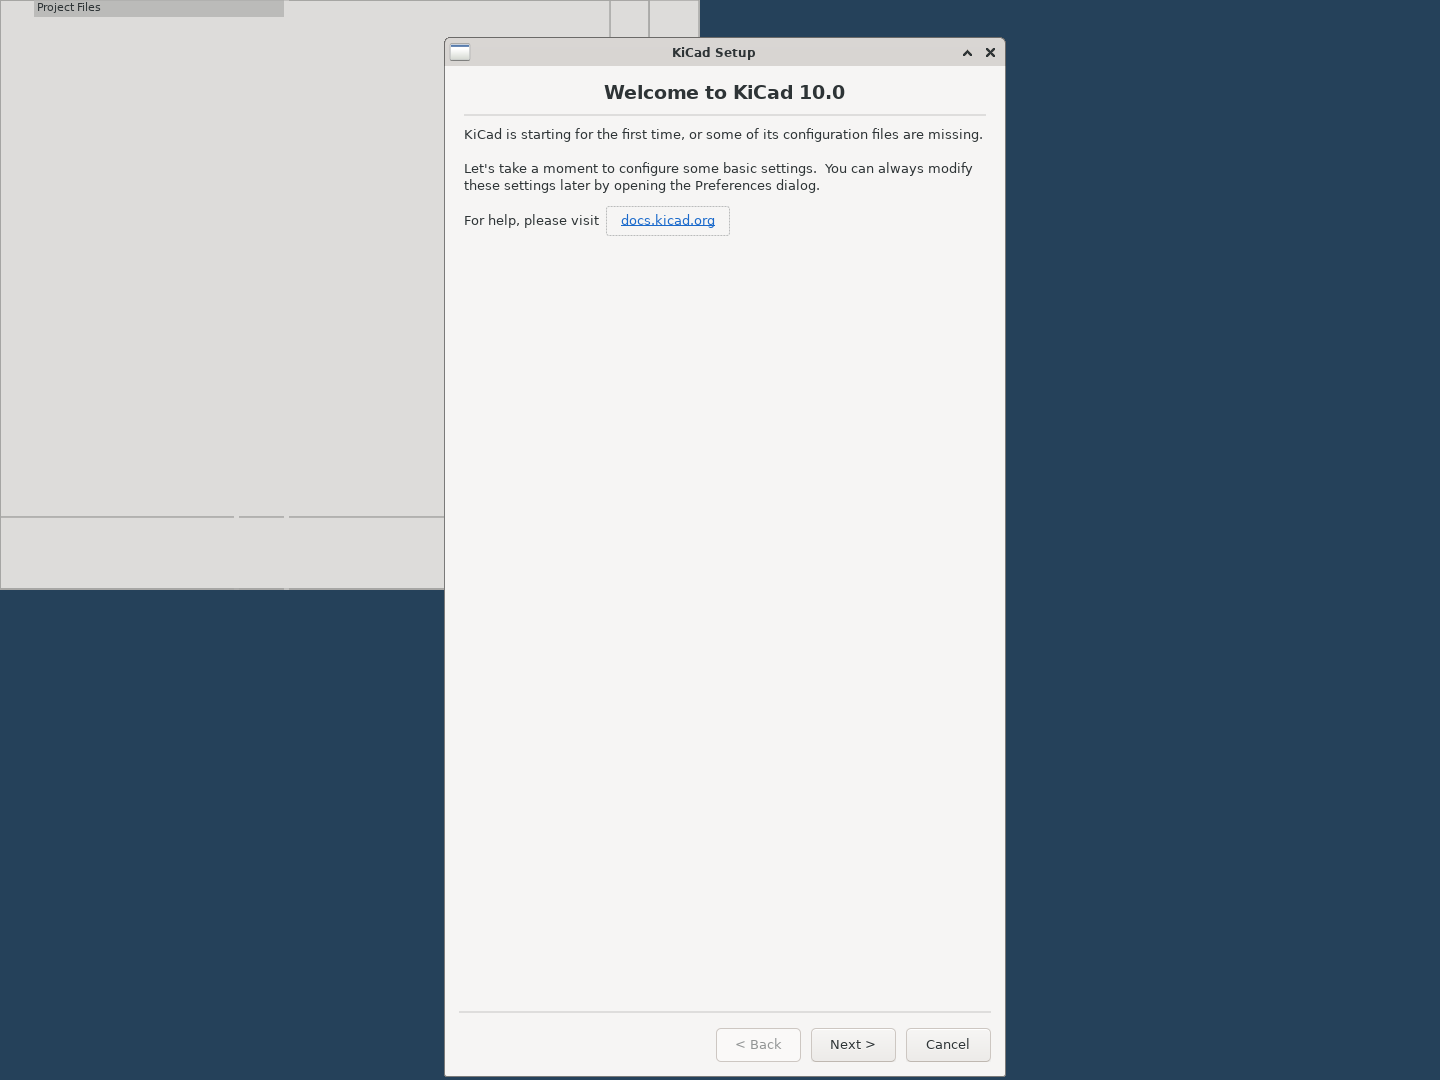 Project Files
KiCad Setup
Welcome to KiCad 10.0
KiCad is starting for the first time, or some of its configuration files are missing.
Let's take a moment to configure some basic settings.  You can always modify
these settings later by opening the Preferences dialog.
For help, please visit docs.kicad.org
< Back Next > Cancel